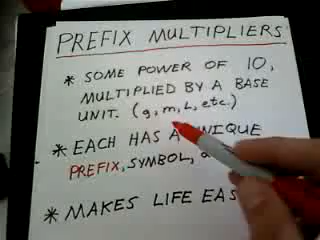 PREFIX MULTIPLIERS
* SOME POWER OF 10,
MULTIPLIED BY A BASE
UNIT. (g, m, L, etc.)
* EACH HAS A UNIQUE
PREFIX, SYMBOL,
* MAKES LIFE